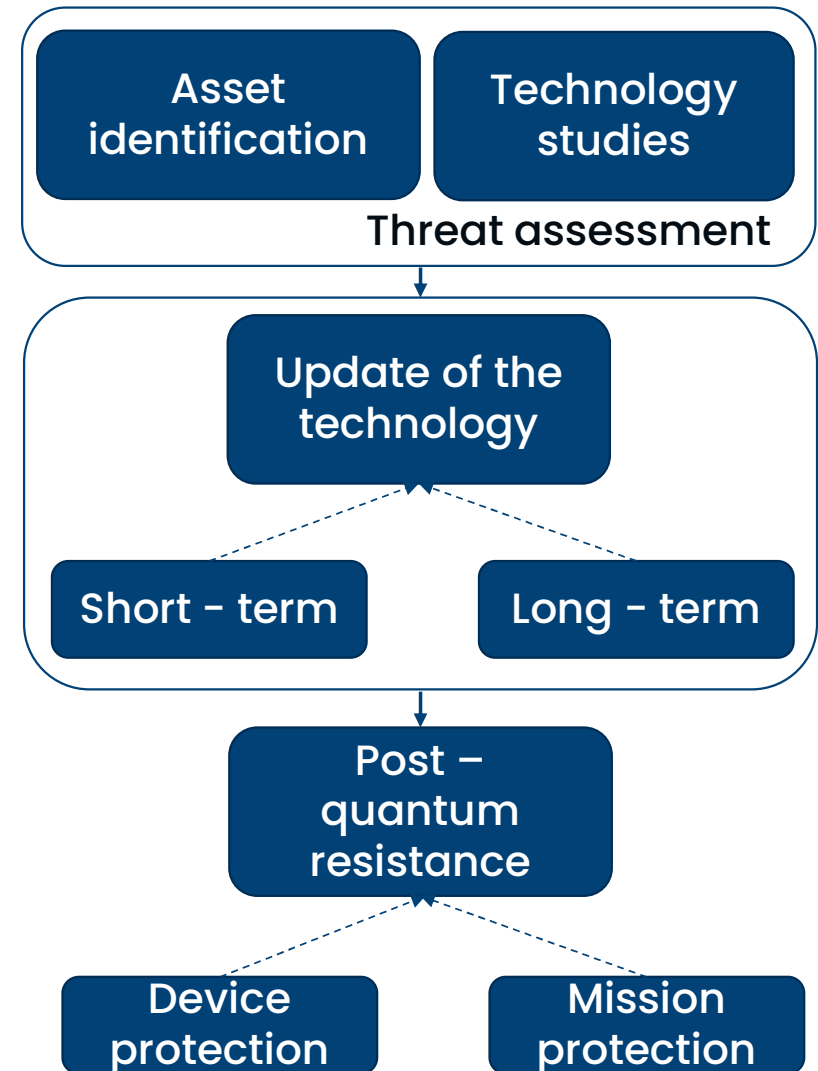 Asset
identification
Technology
studies
Threat assessment
Update of the
technology
Short - term
Long - term
Post –
quantum
resistance
Device
protection
Mission
protection